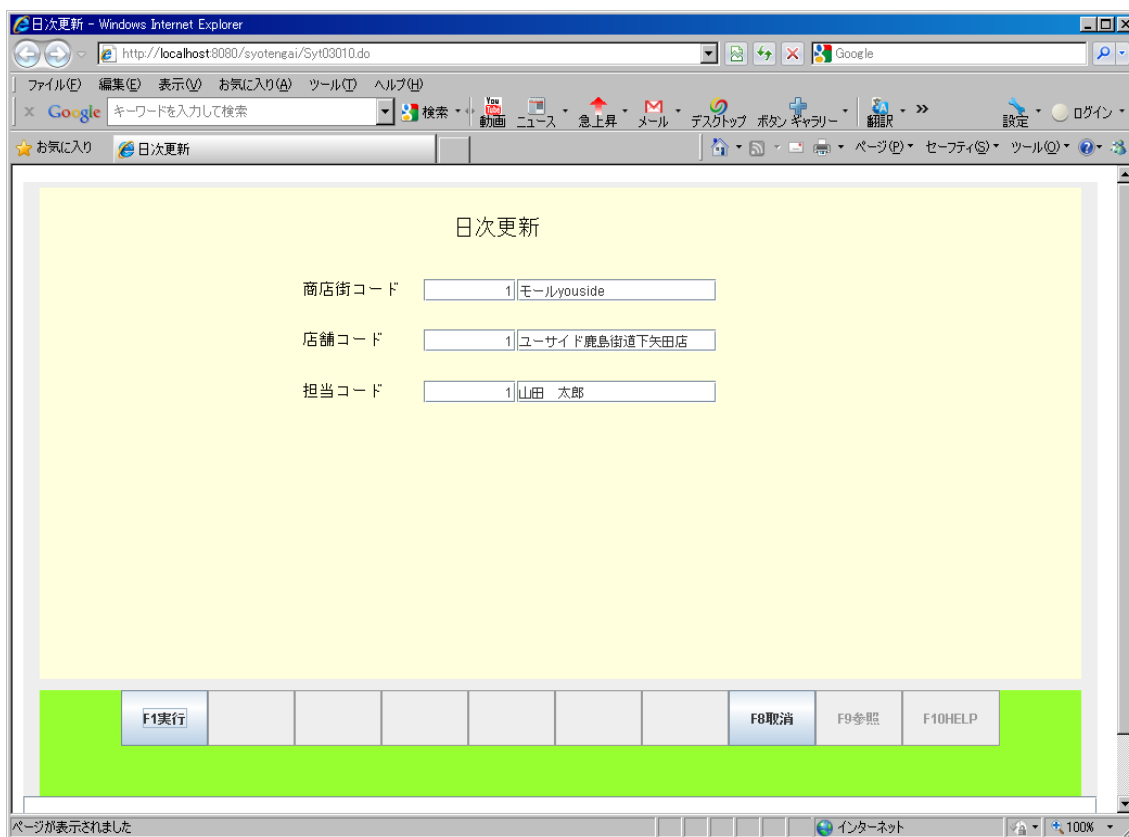 日次更新 - Windows Internet Explorer
http://localhost:8080/syotengai/Syt03010.do
Google
ファイル(F) 編集(E) 表示(V) お気に入り(A) ツール(T) ヘルプ(H)
x Google キーワードを入力して検索 検索 You Tube 動画 ニュース 急上昇 メール デスクトップ ボタン ギャラリー 翻訳 » 設定 ログイン
お気に入り 日次更新 ページ(P) セーフティ(S) ツール(O)
日次更新
商店街コード 1 モールyouside
店舗コード 1 ユーサイド鹿島街道下矢田店
担当コード 1 山田 太郎
F1実行 F8取消 F9参照 F10HELP
ページが表示されました インターネット 100%